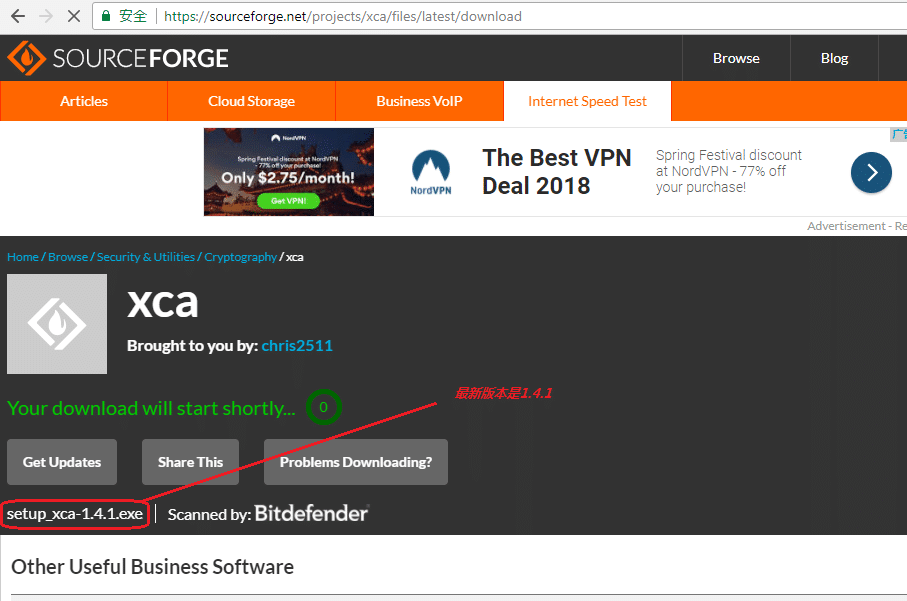 安全
https://sourceforge.net/projects/xca/files/latest/download
SOURCEFORGE
Browse
Blog
Articles
Cloud Storage
Business VoIP
Internet Speed Test
NordVPN
Spring Festival discount
at NordVPN
- 77% off your purchase!
Only $2.75/month!
Get VPN!
NordVPN
The Best VPN
Deal 2018
Spring Festival discount
at NordVPN - 77% off
your purchase!
Advertisement - Re
Home / Browse / Security & Utilities / Cryptography / xca
xca
Brought to you by: chris2511
最新版本是1.4.1
Your download will start shortly... 0
Get Updates
Share This
Problems Downloading?
setup_xca-1.4.1.exe
Scanned by: Bitdefender
Other Useful Business Software